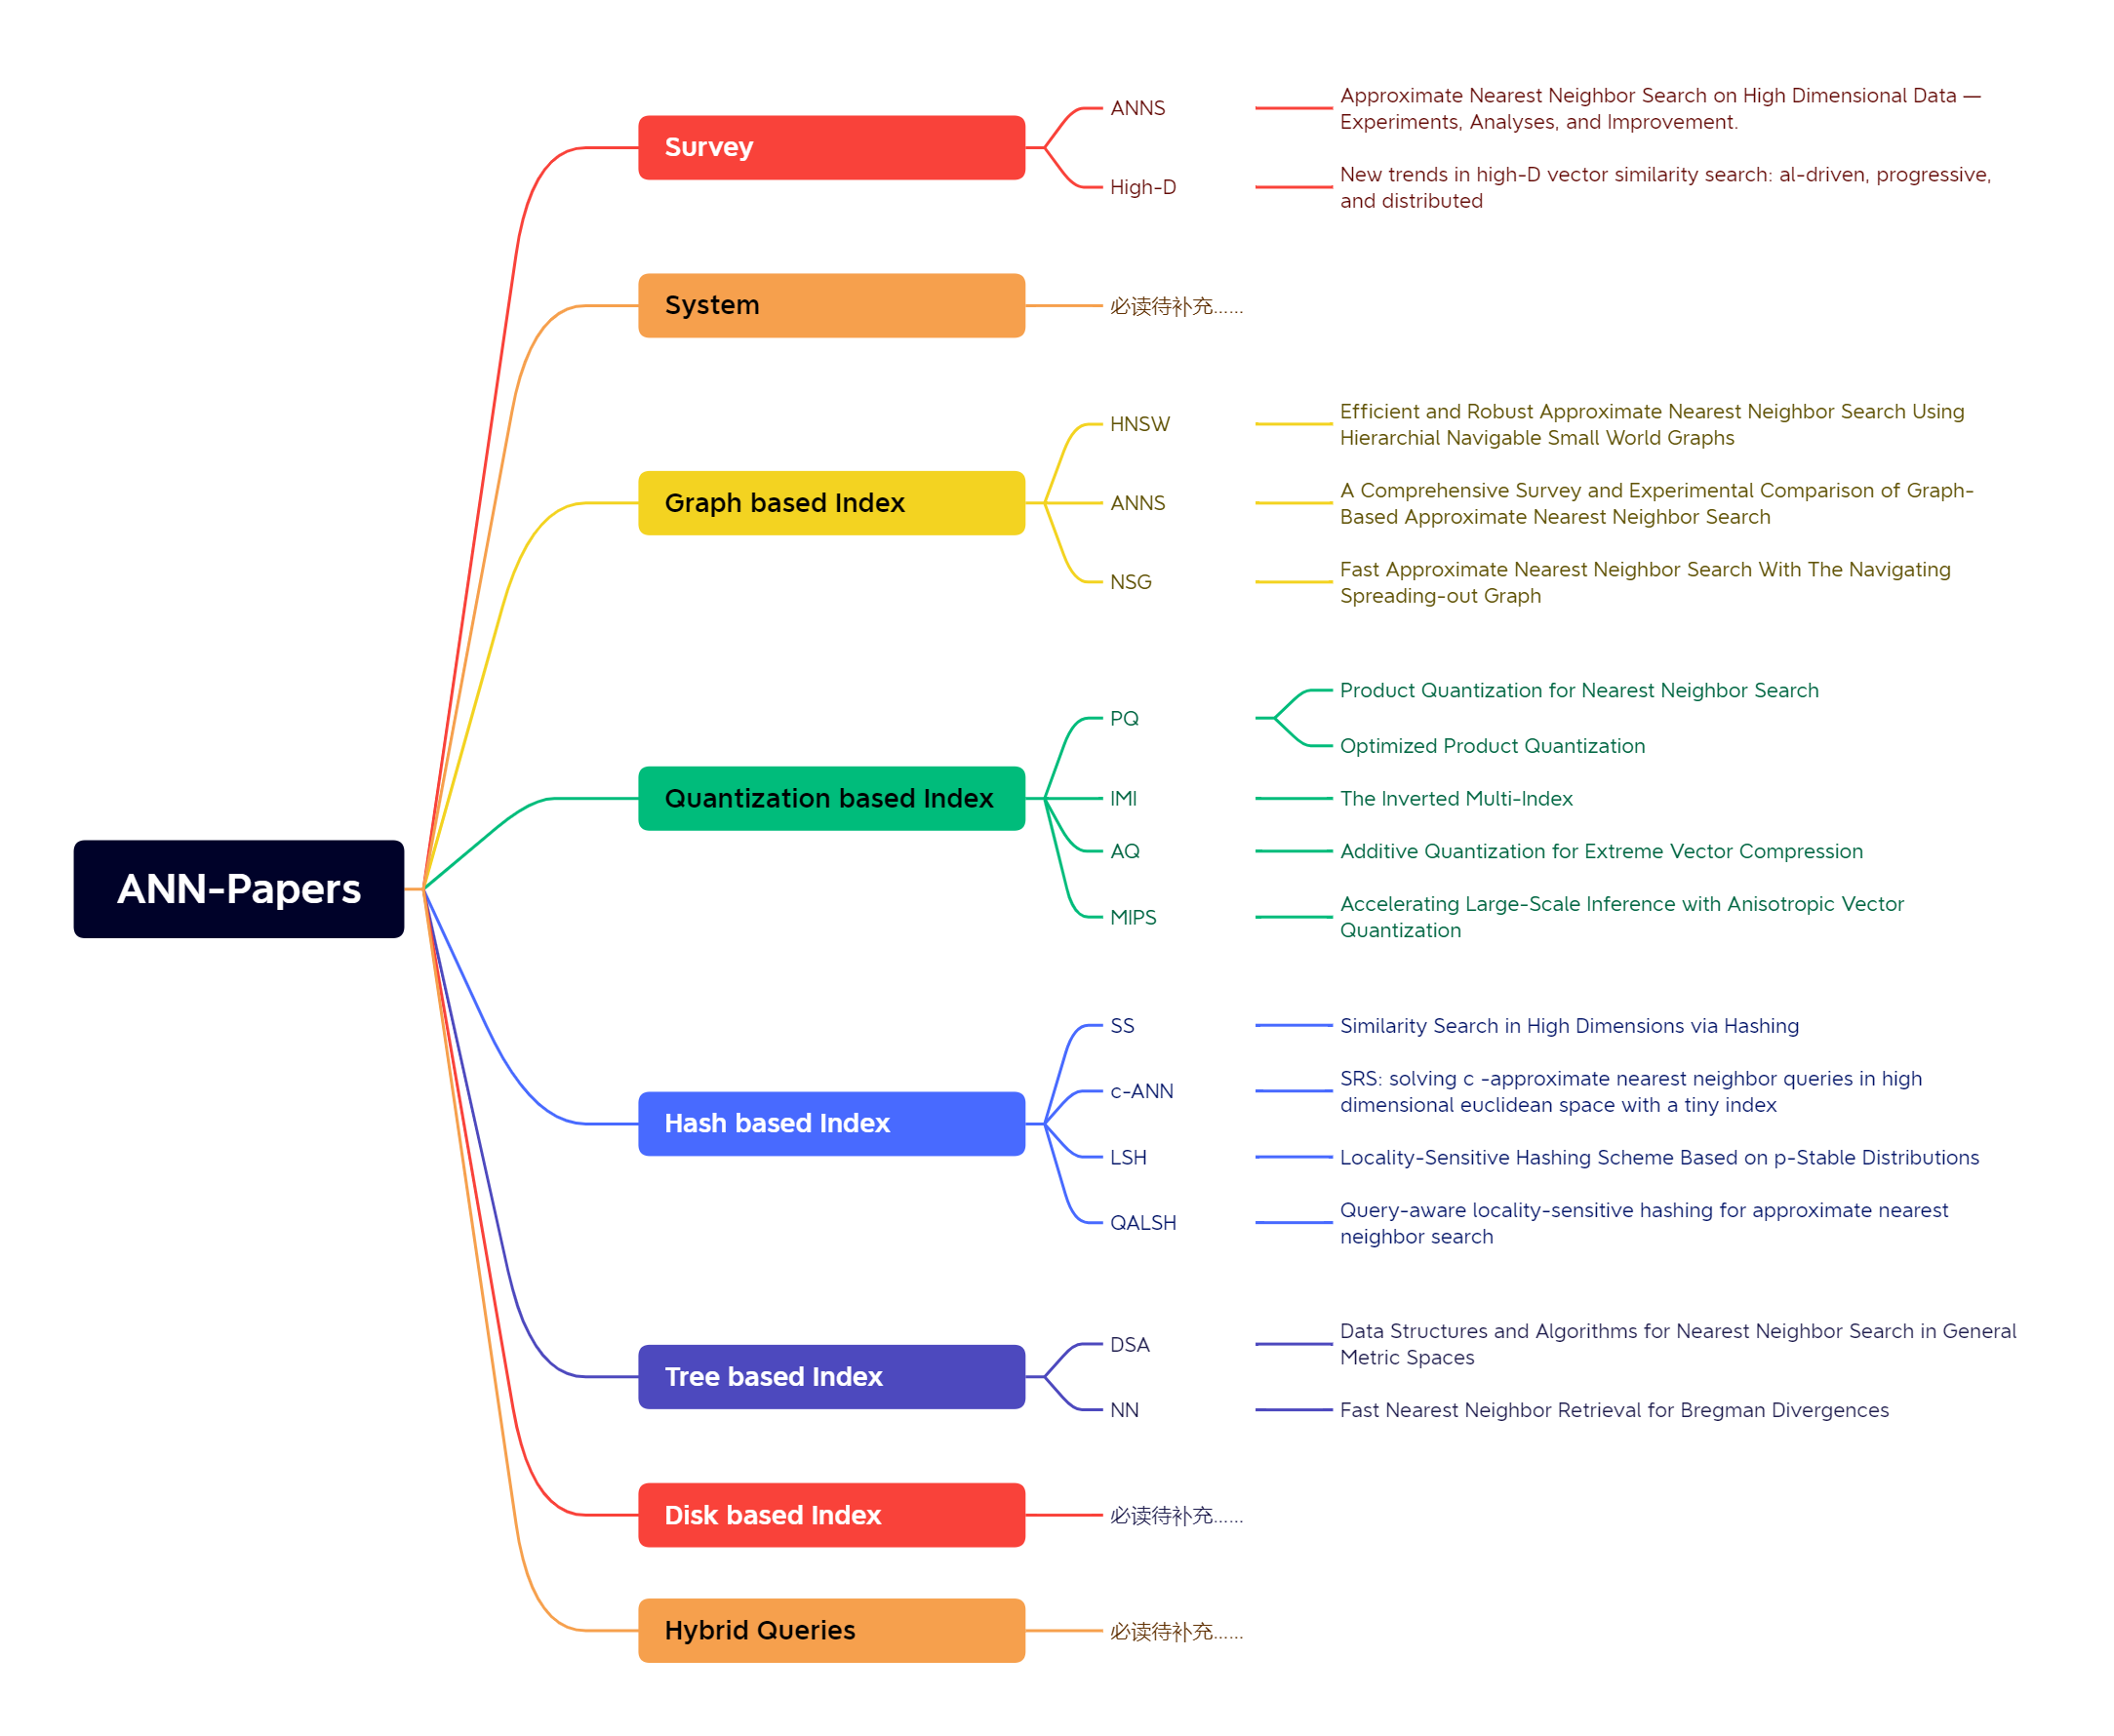 ANN-Papers
Survey
ANNS
Approximate Nearest Neighbor Search on High Dimensional Data —
Experiments, Analyses, and Improvement.
High-D
New trends in high-D vector similarity search: al-driven, progressive,
and distributed
System
必读待补充......
Graph based Index
HNSW
Efficient and Robust Approximate Nearest Neighbor Search Using
Hierarchial Navigable Small World Graphs
ANNS
A Comprehensive Survey and Experimental Comparison of Graph-
Based Approximate Nearest Neighbor Search
NSG
Fast Approximate Nearest Neighbor Search With The Navigating
Spreading-out Graph
Quantization based Index
PQ
Product Quantization for Nearest Neighbor Search
Optimized Product Quantization
IMI
The Inverted Multi-Index
AQ
Additive Quantization for Extreme Vector Compression
MIPS
Accelerating Large-Scale Inference with Anisotropic Vector
Quantization
Hash based Index
SS
Similarity Search in High Dimensions via Hashing
c-ANN
SRS: solving c -approximate nearest neighbor queries in high
dimensional euclidean space with a tiny index
LSH
Locality-Sensitive Hashing Scheme Based on p-Stable Distributions
QALSH
Query-aware locality-sensitive hashing for approximate nearest
neighbor search
Tree based Index
DSA
Data Structures and Algorithms for Nearest Neighbor Search in General
Metric Spaces
NN
Fast Nearest Neighbor Retrieval for Bregman Divergences
Disk based Index
必读待补充......
Hybrid Queries
必读待补充......